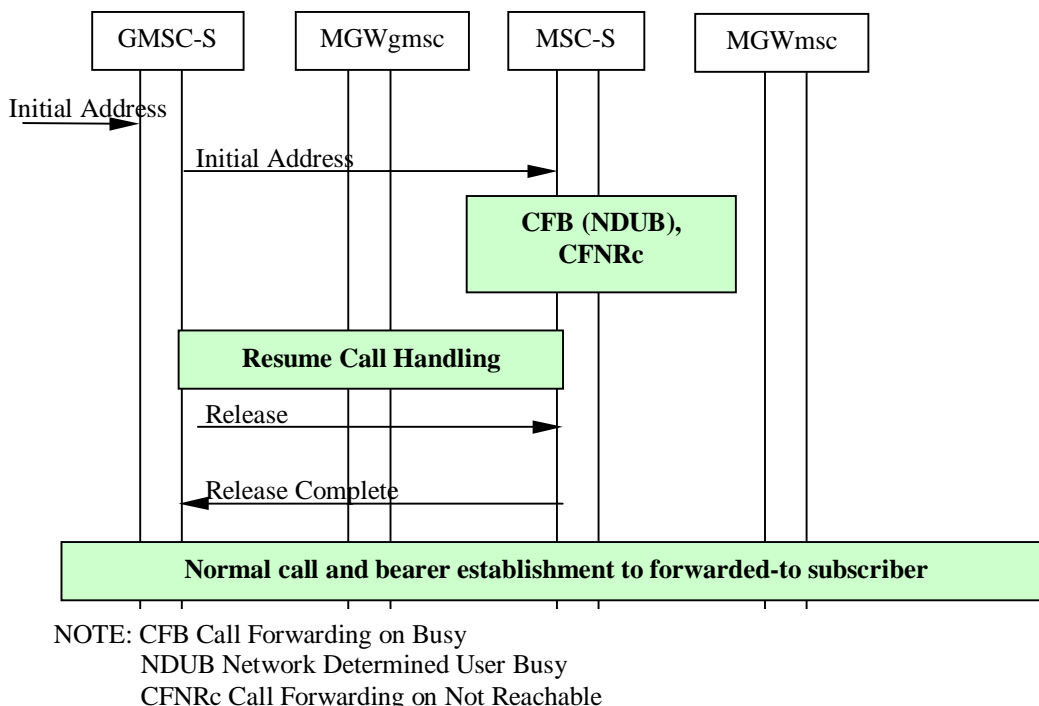 GMSC-S
MGWgmsc
MSC-S
MGWmsc
Initial Address
Initial Address
CFB (NDUB),
CFNRc
Resume Call Handling
Release
Release Complete
Normal call and bearer establishment to forwarded-to subscriber
NOTE: CFB Call Forwarding on Busy
NDUB Network Determined User Busy
CFNRc Call Forwarding on Not Reachable